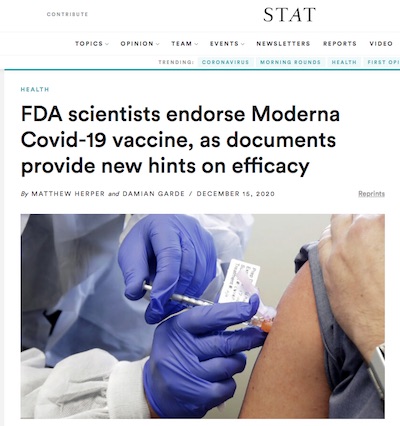 CONTRIBUTE
STAT
TOPICS OPINION TEAM EVENTS NEWSLETTERS REPORTS VIDEO
TRENDING: CORONAVIRUS MORNING ROUNDS HEALTH FIRST OPI
HEALTH
FDA scientists endorse Moderna
Covid-19 vaccine, as documents
provide new hints on efficacy
By MATTHEW HERPER and DAMIAN GARDE / DECEMBER 15, 2020
Reprints